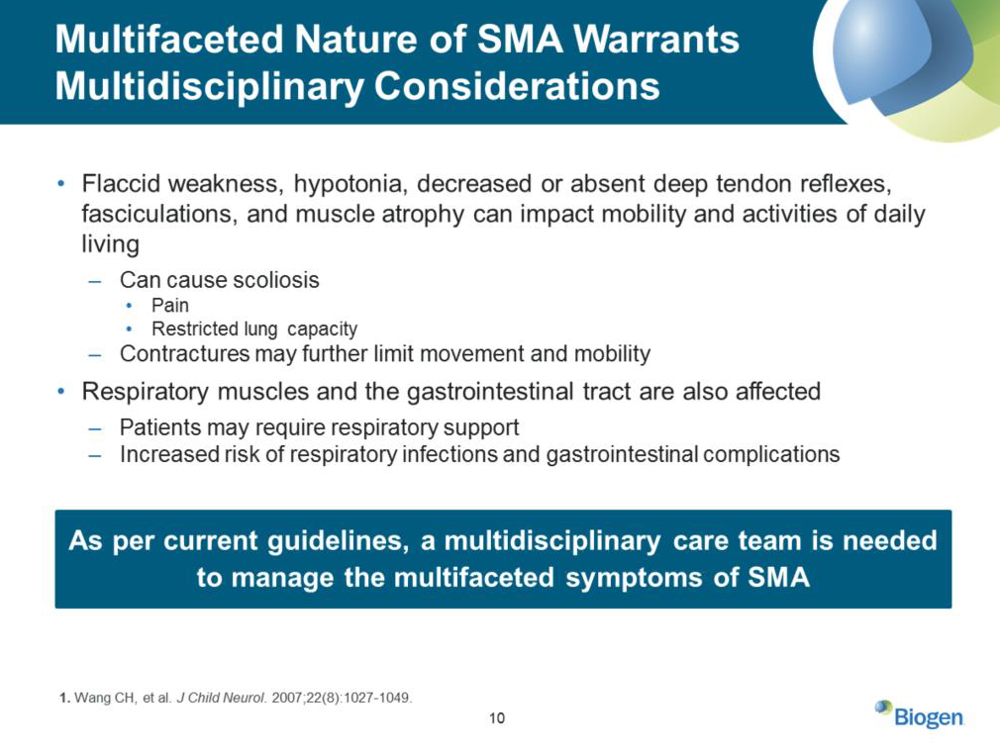 Multifaceted Nature of SMA Warrants
Multidisciplinary Considerations
• Flaccid weakness, hypotonia, decreased or absent deep tendon reflexes,
fasciculations, and muscle atrophy can impact mobility and activities of daily
living
– Can cause scoliosis
• Pain
• Restricted lung capacity
– Contractures may further limit movement and mobility
• Respiratory muscles and the gastrointestinal tract are also affected
– Patients may require respiratory support
– Increased risk of respiratory infections and gastrointestinal complications
As per current guidelines, a multidisciplinary care team is needed
to manage the multifaceted symptoms of SMA
1. Wang CH, et al. J Child Neurol. 2007;22(8):1027-1049.
10
Biogen